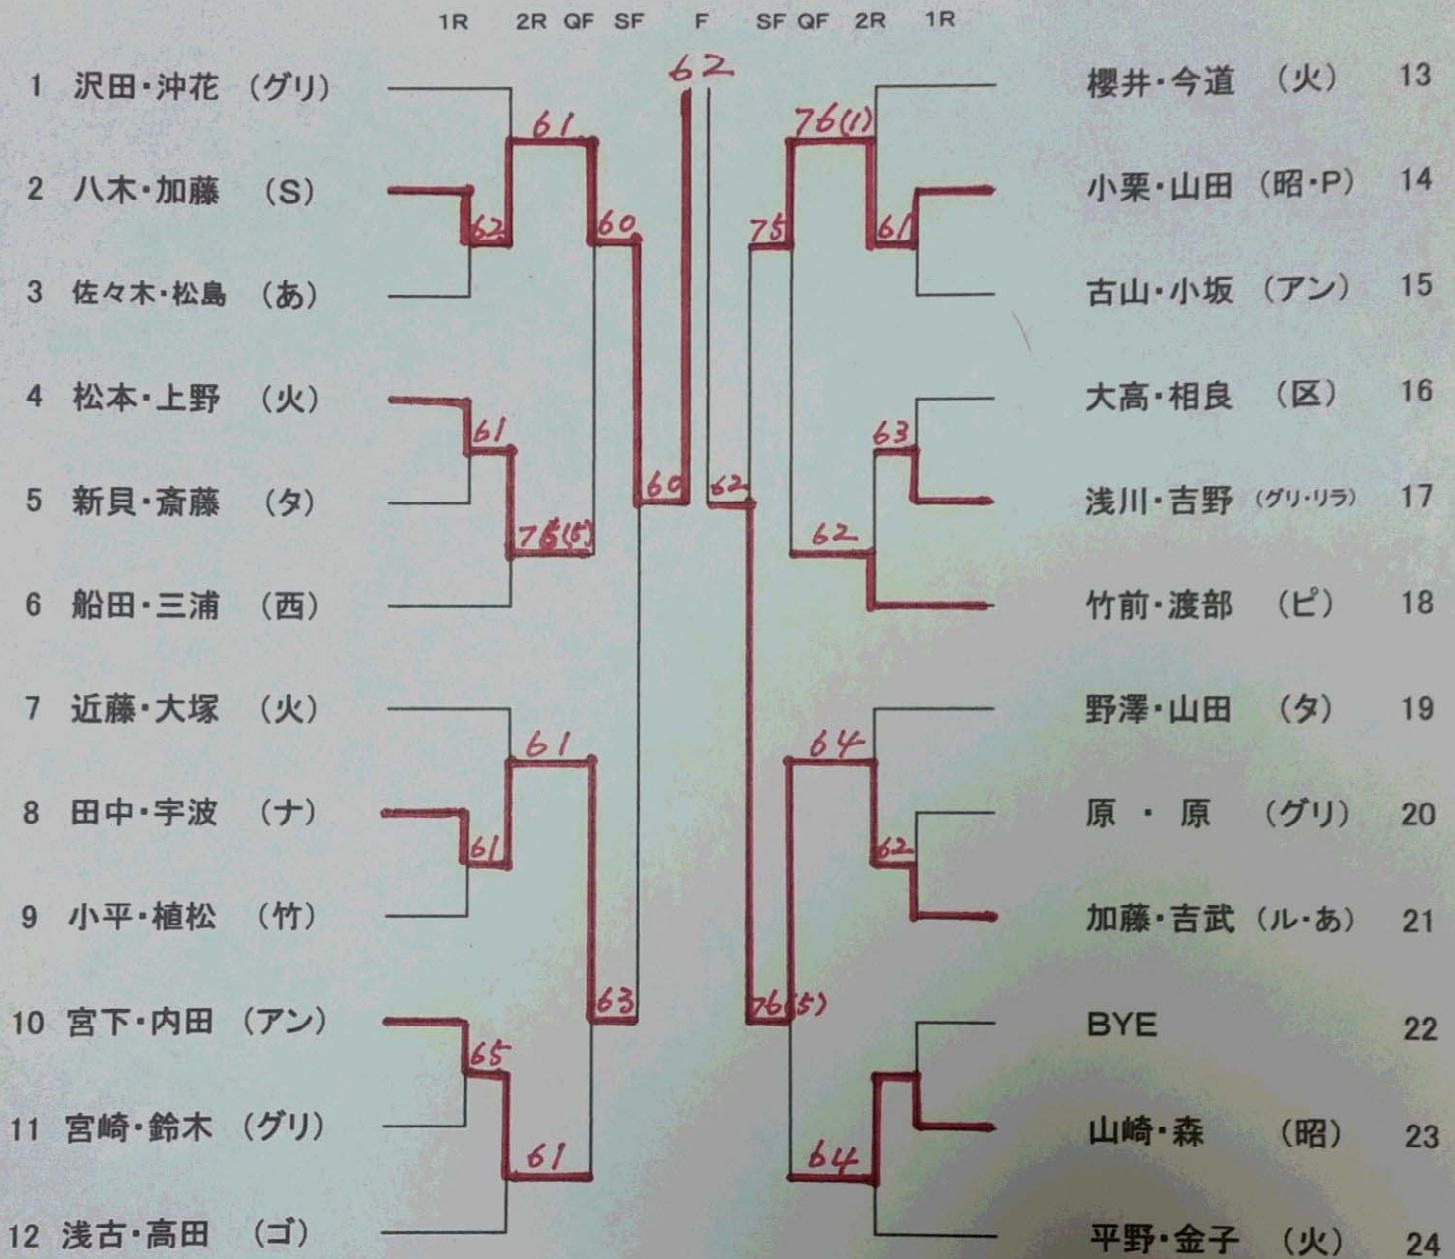 1R 2R QF SF F SF QF 2R 1R
62
1 沢田・沖花 (グリ)
櫻井・今道 (火) 13
61
76(1)
2 八木・加藤 (S)
小栗・山田 (昭・P) 14
62
60
75
61
3 佐々木・松島 (あ)
古山・小坂 (アン) 15
4 松本・上野 (火)
大高・相良 (区) 16
61
63
5 新貝・斎藤 (タ)
浅川・吉野 (グリ・リラ) 17
60
62
(5)
62
6 船田・三浦 (西)
竹前・渡部 (ピ) 18
7 近藤・大塚 (火)
野澤・山田 (タ) 19
61
64
8 田中・宇波 (ナ)
原・原 (グリ) 20
61
62
9 小平・植松 (竹)
加藤・吉武 (ル・あ) 21
63
76(5)
10 宮下・内田 (アン)
BYE 22
65
11 宮崎・鈴木 (グリ)
山崎・森 (昭) 23
61
64
12 浅古・高田 (ゴ)
平野・金子 (火) 24